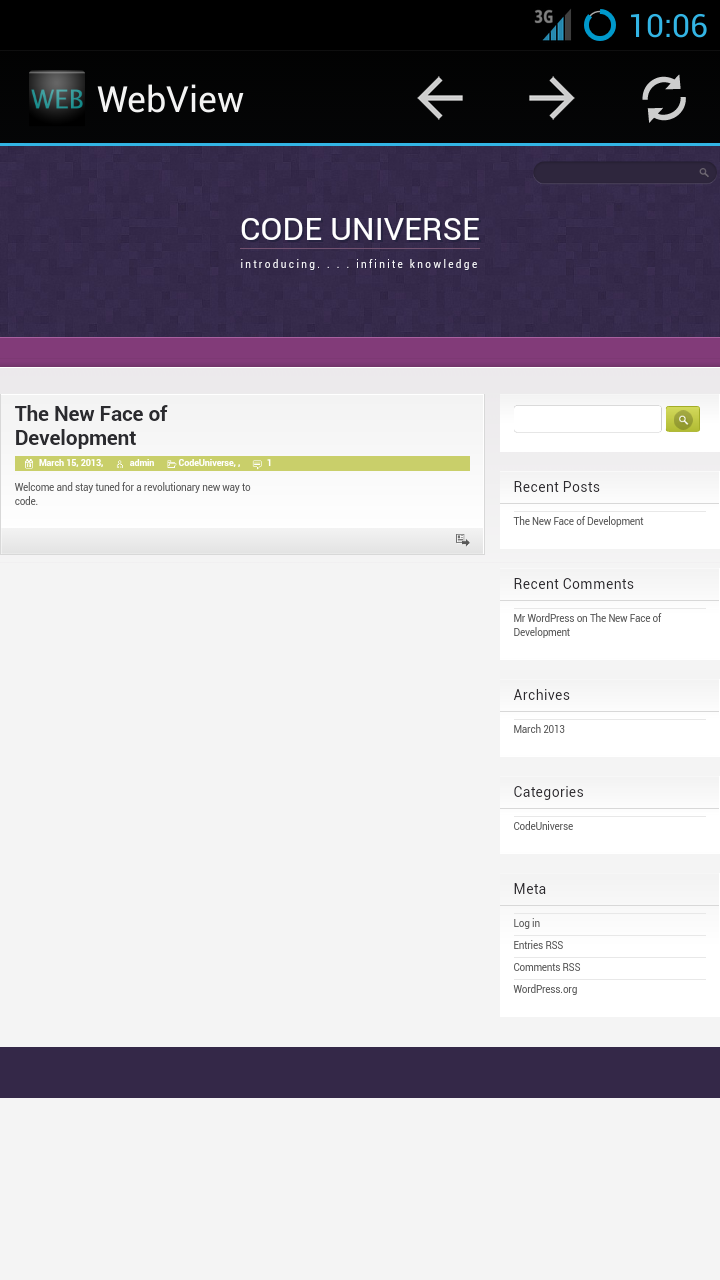 3G 10:06
WEB WebView
CODE UNIVERSE
introducing. . . . infinite knowledge
The New Face of
Development
March 15, 2013, admin CodeUniverse, , 1
Welcome and stay tuned for a revolutionary new way to
code.
Recent Posts
The New Face of Development
Recent Comments
Mr WordPress on The New Face of
Development
Archives
March 2013
Categories
CodeUniverse
Meta
Log in
Entries RSS
Comments RSS
WordPress.org